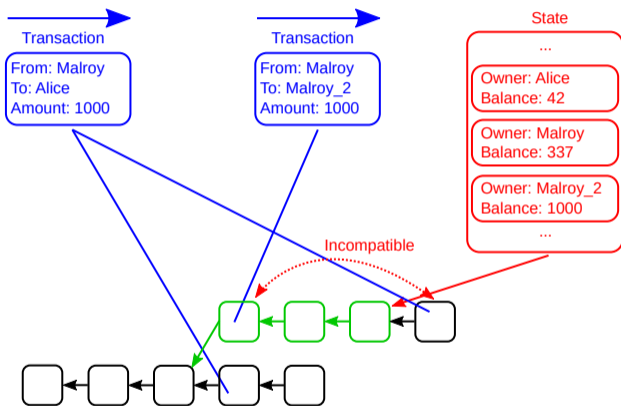 Transaction
From: Malroy
To: Alice
Amount: 1000
Transaction
From: Malroy
To: Malroy_2
Amount: 1000
State
...
Owner: Alice
Balance: 42
Owner: Malroy
Balance: 337
Owner: Malroy_2
Balance: 1000
...
Incompatible